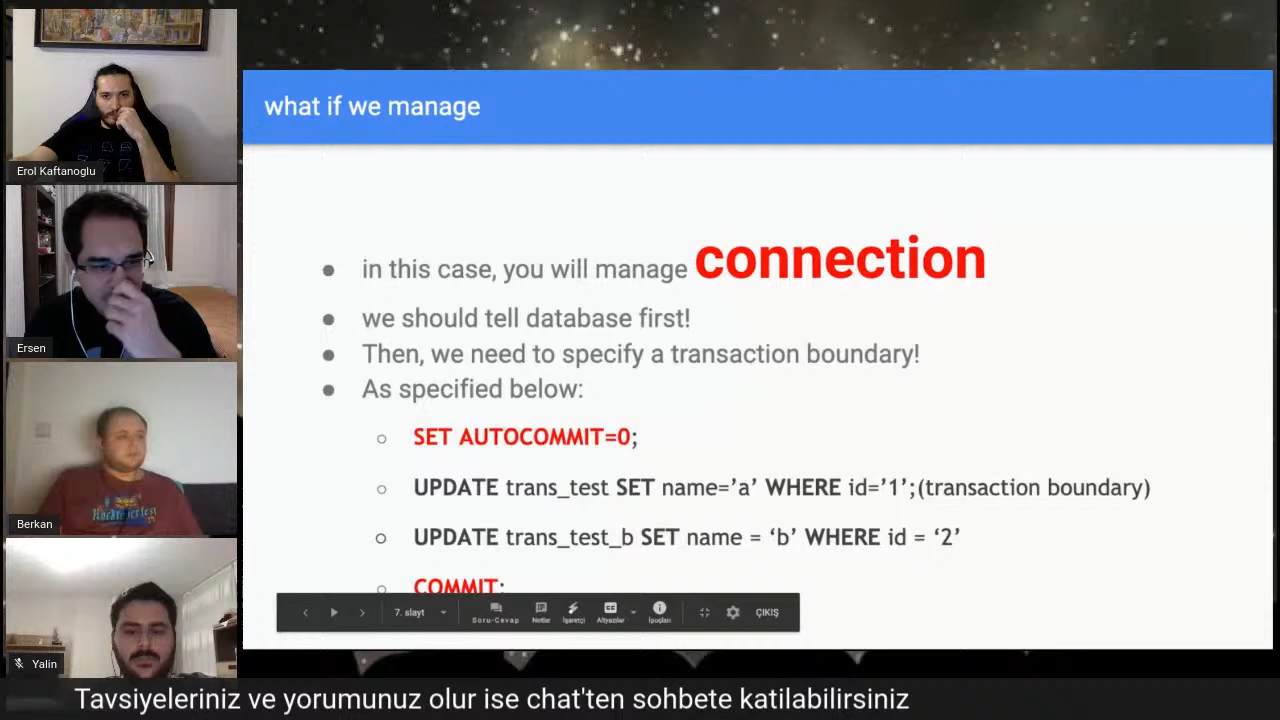 what if we manage
Erol Kaftanoglu
Ersen
Berkan
Yalin
● in this case, you will manage connection
● we should tell database first!
● Then, we need to specify a transaction boundary!
● As specified below:
○ SET AUTOCOMMIT=0;
○ UPDATE trans_test SET name=’a’ WHERE id=’1’;(transaction boundary)
○ UPDATE trans_test_b SET name = ‘b’ WHERE id = ‘2’
○ COMMIT;
7. slayt
Soru-Cevap
Notlar
İşaretçi
Altyazılar
İpuçları
ÇIKIŞ
Tavsiyeleriniz ve yorumunuz olur ise chat'ten sohbete katilabilirsiniz